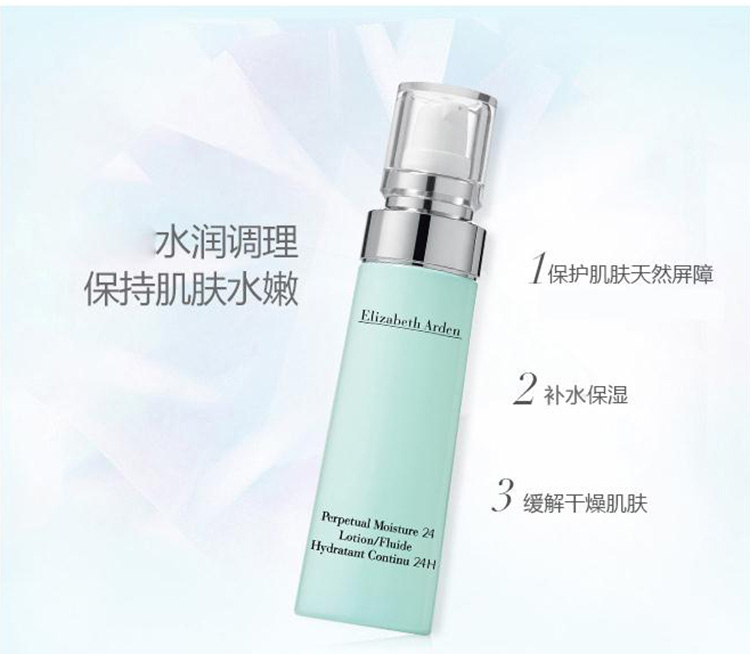 水润调理
保持肌肤水嫩
1保护肌肤天然屏障
2 补水保湿
3 缓解干燥肌肤
Elizabeth Arden
Perpetual Moisture 24
Lotion/Fluide
Hydratant Continu 24H